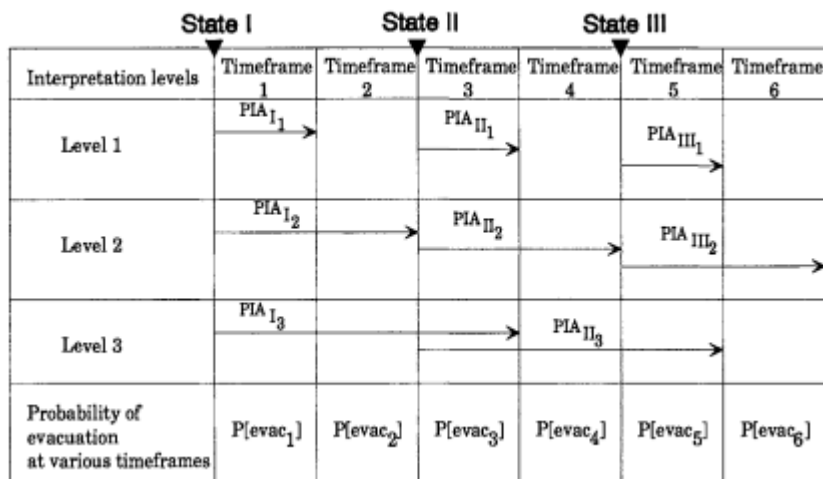 State I State II State III
Interpretation levels Timeframe 1 Timeframe 2 Timeframe 3 Timeframe 4 Timeframe 5 Timeframe 6
Level 1 PIA I1 PIA II1 PIA III1
Level 2 PIA I2 PIA II2 PIA III2
Level 3 PIA I3 PIA II3
Probability of
evacuation
at various timeframes
P[evac1] P[evac2] P[evac3] P[evac4] P[evac5] P[evac6]